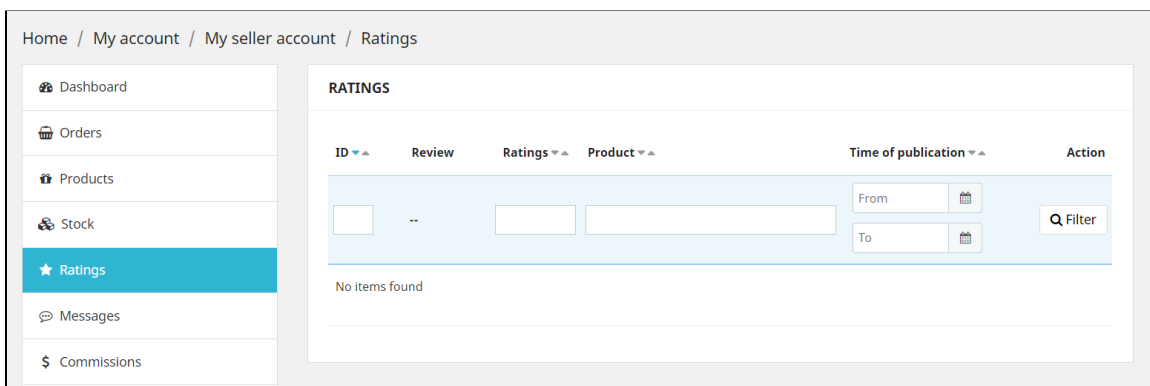 Home / My account / My seller account / Ratings
Dashboard
Orders
Products
Stock
Ratings
Messages
$ Commissions
RATINGS
ID Review Ratings Product Time of publication Action
From
-- Filter
To
No items found